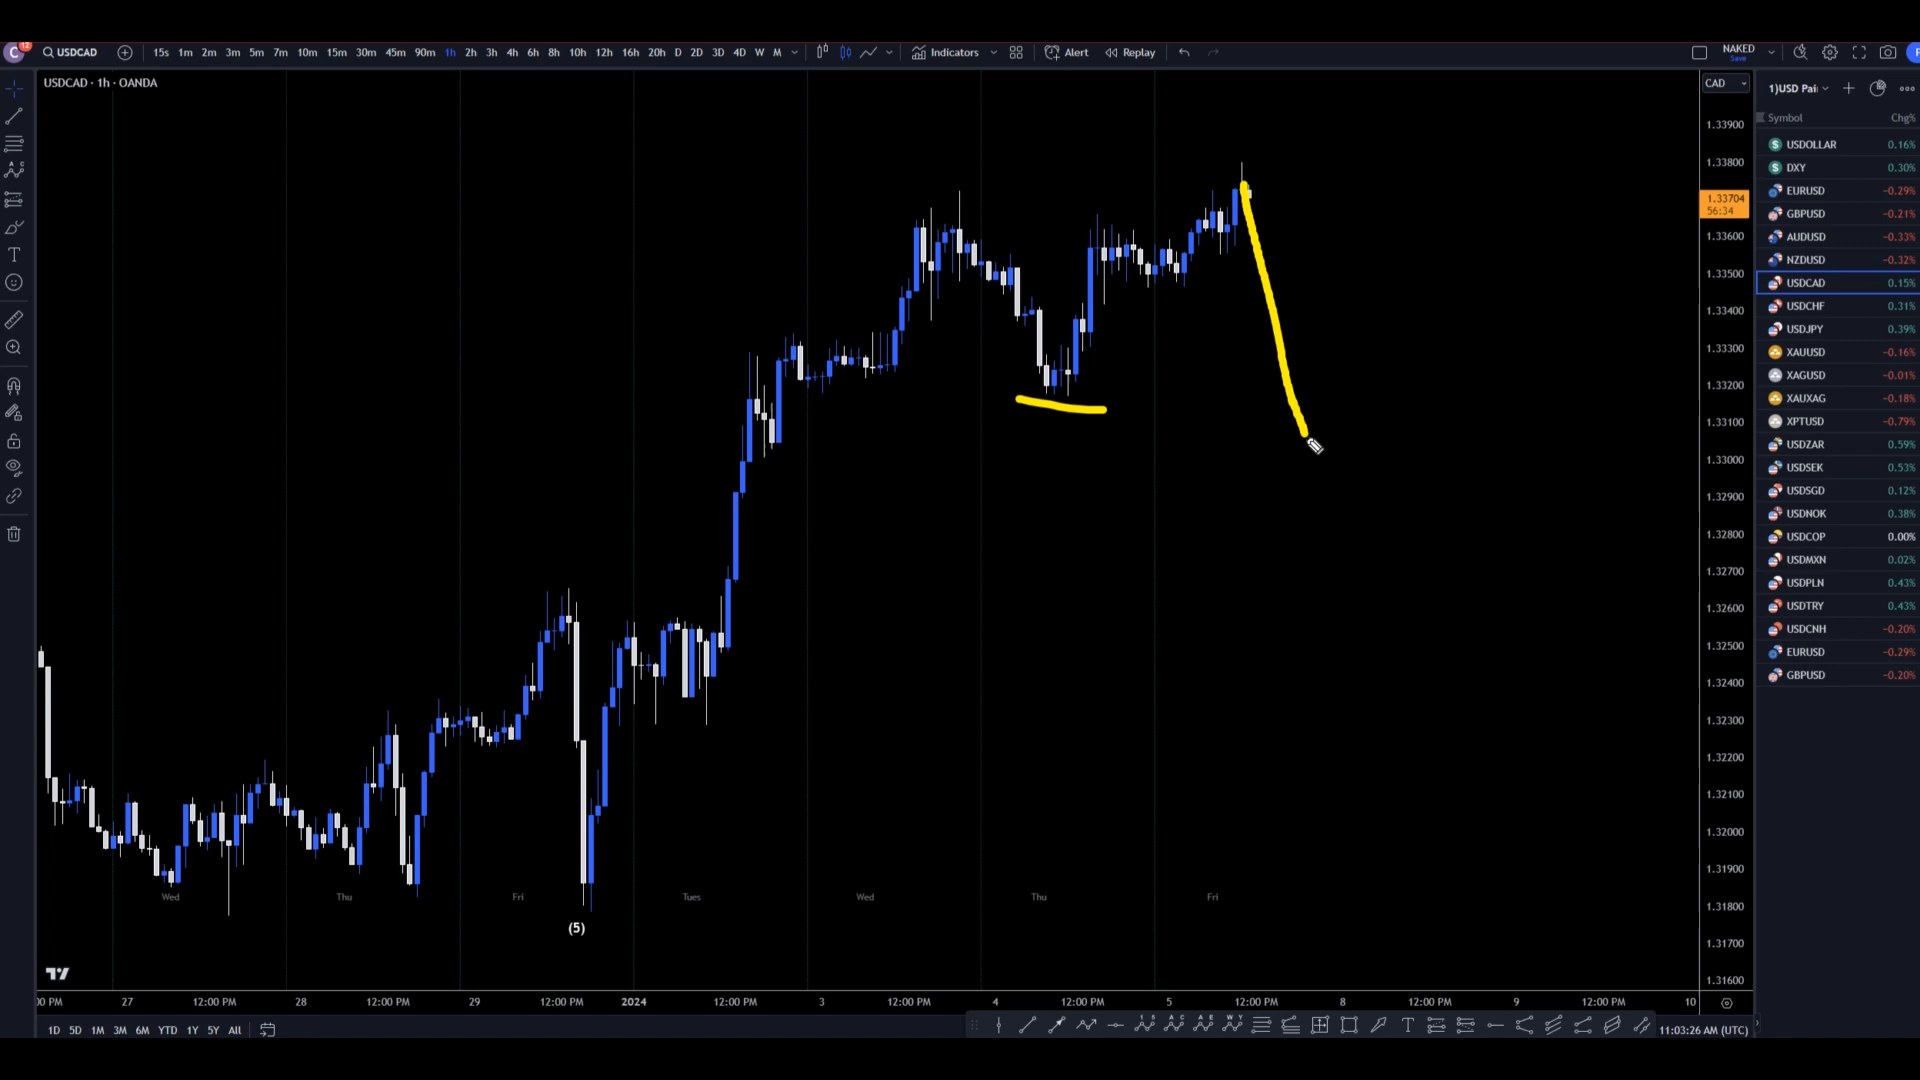 C 12 USDCAD 15s 1m 2m 3m 5m 7m 10m 15m 30m 45m 90m 1h 2h 3h 4h 6h 8h 10h 12h 16h 20h D 2D 3D 4D W M Indicators Alert Replay NAKED
Save
USDCAD · 1h · OANDA
CAD
1)USD Pai
Symbol Chg%
USDOLLAR 0.16%
DXY 0.30%
EURUSD −0.29%
GBPUSD −0.21%
AUDUSD −0.33%
NZDUSD −0.32%
USDCAD 0.15%
USDCHF 0.31%
USDJPY 0.39%
XAUUSD −0.16%
XAGUSD −0.01%
XAUXAG −0.18%
XPTUSD −0.79%
USDZAR 0.59%
USDSEK 0.53%
USDSGD 0.12%
USDNOK 0.38%
USDCOP 0.00%
USDMXN 0.02%
USDPLN 0.43%
USDTRY 0.43%
USDCNH −0.20%
EURUSD −0.29%
GBPUSD −0.20%
1.33900
1.33800
1.33704
56:34
1.33600
1.33500
1.33400
1.33300
1.33200
1.33100
1.33000
1.32900
1.32800
1.32700
1.32600
1.32500
1.32400
1.32300
1.32200
1.32100
1.32000
1.31900
1.31800
1.31700
1.31600
Wed Thu Fri Tues Wed Thu Fri
(5)
00 PM 27 12:00 PM 28 12:00 PM 29 12:00 PM 2024 12:00 PM 3 12:00 PM 4 12:00 PM 5 12:00 PM 8 12:00 PM 9 12:00 PM 10
1D 5D 1M 3M 6M YTD 1Y 5Y All
11:03:26 AM (UTC)